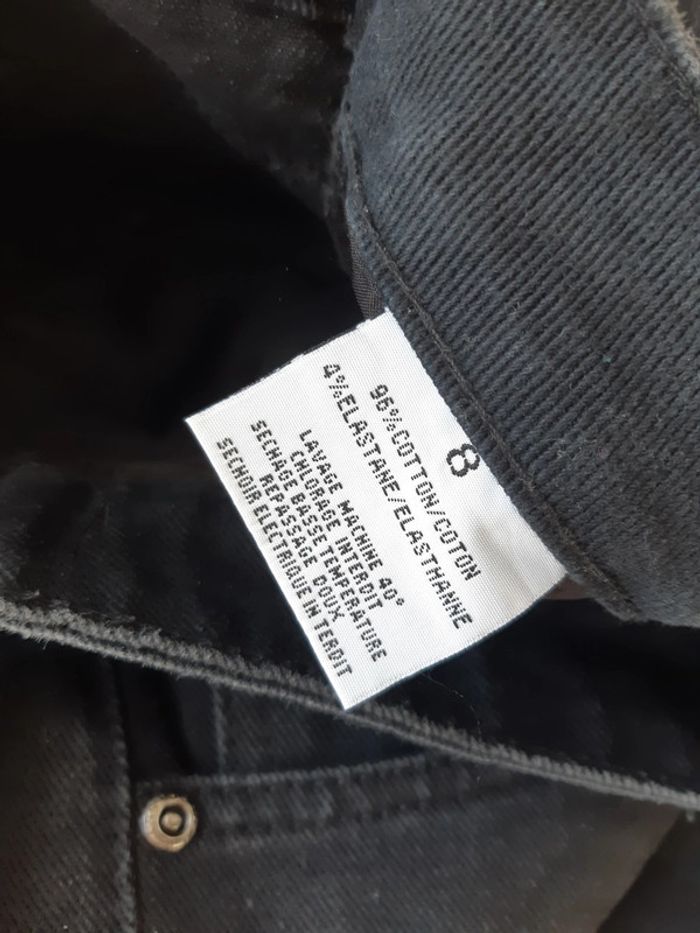 8
96%COTTON/COTON
4%ELASTANE/ELASTHANNE
LAVAGE MACHINE 40°
CHLORAGE INTERDIT
SECHAGE BASSE TEMPERATURE
REPASSAGE DOUX
SECHOIR ELECTRIQUE INTERDIT